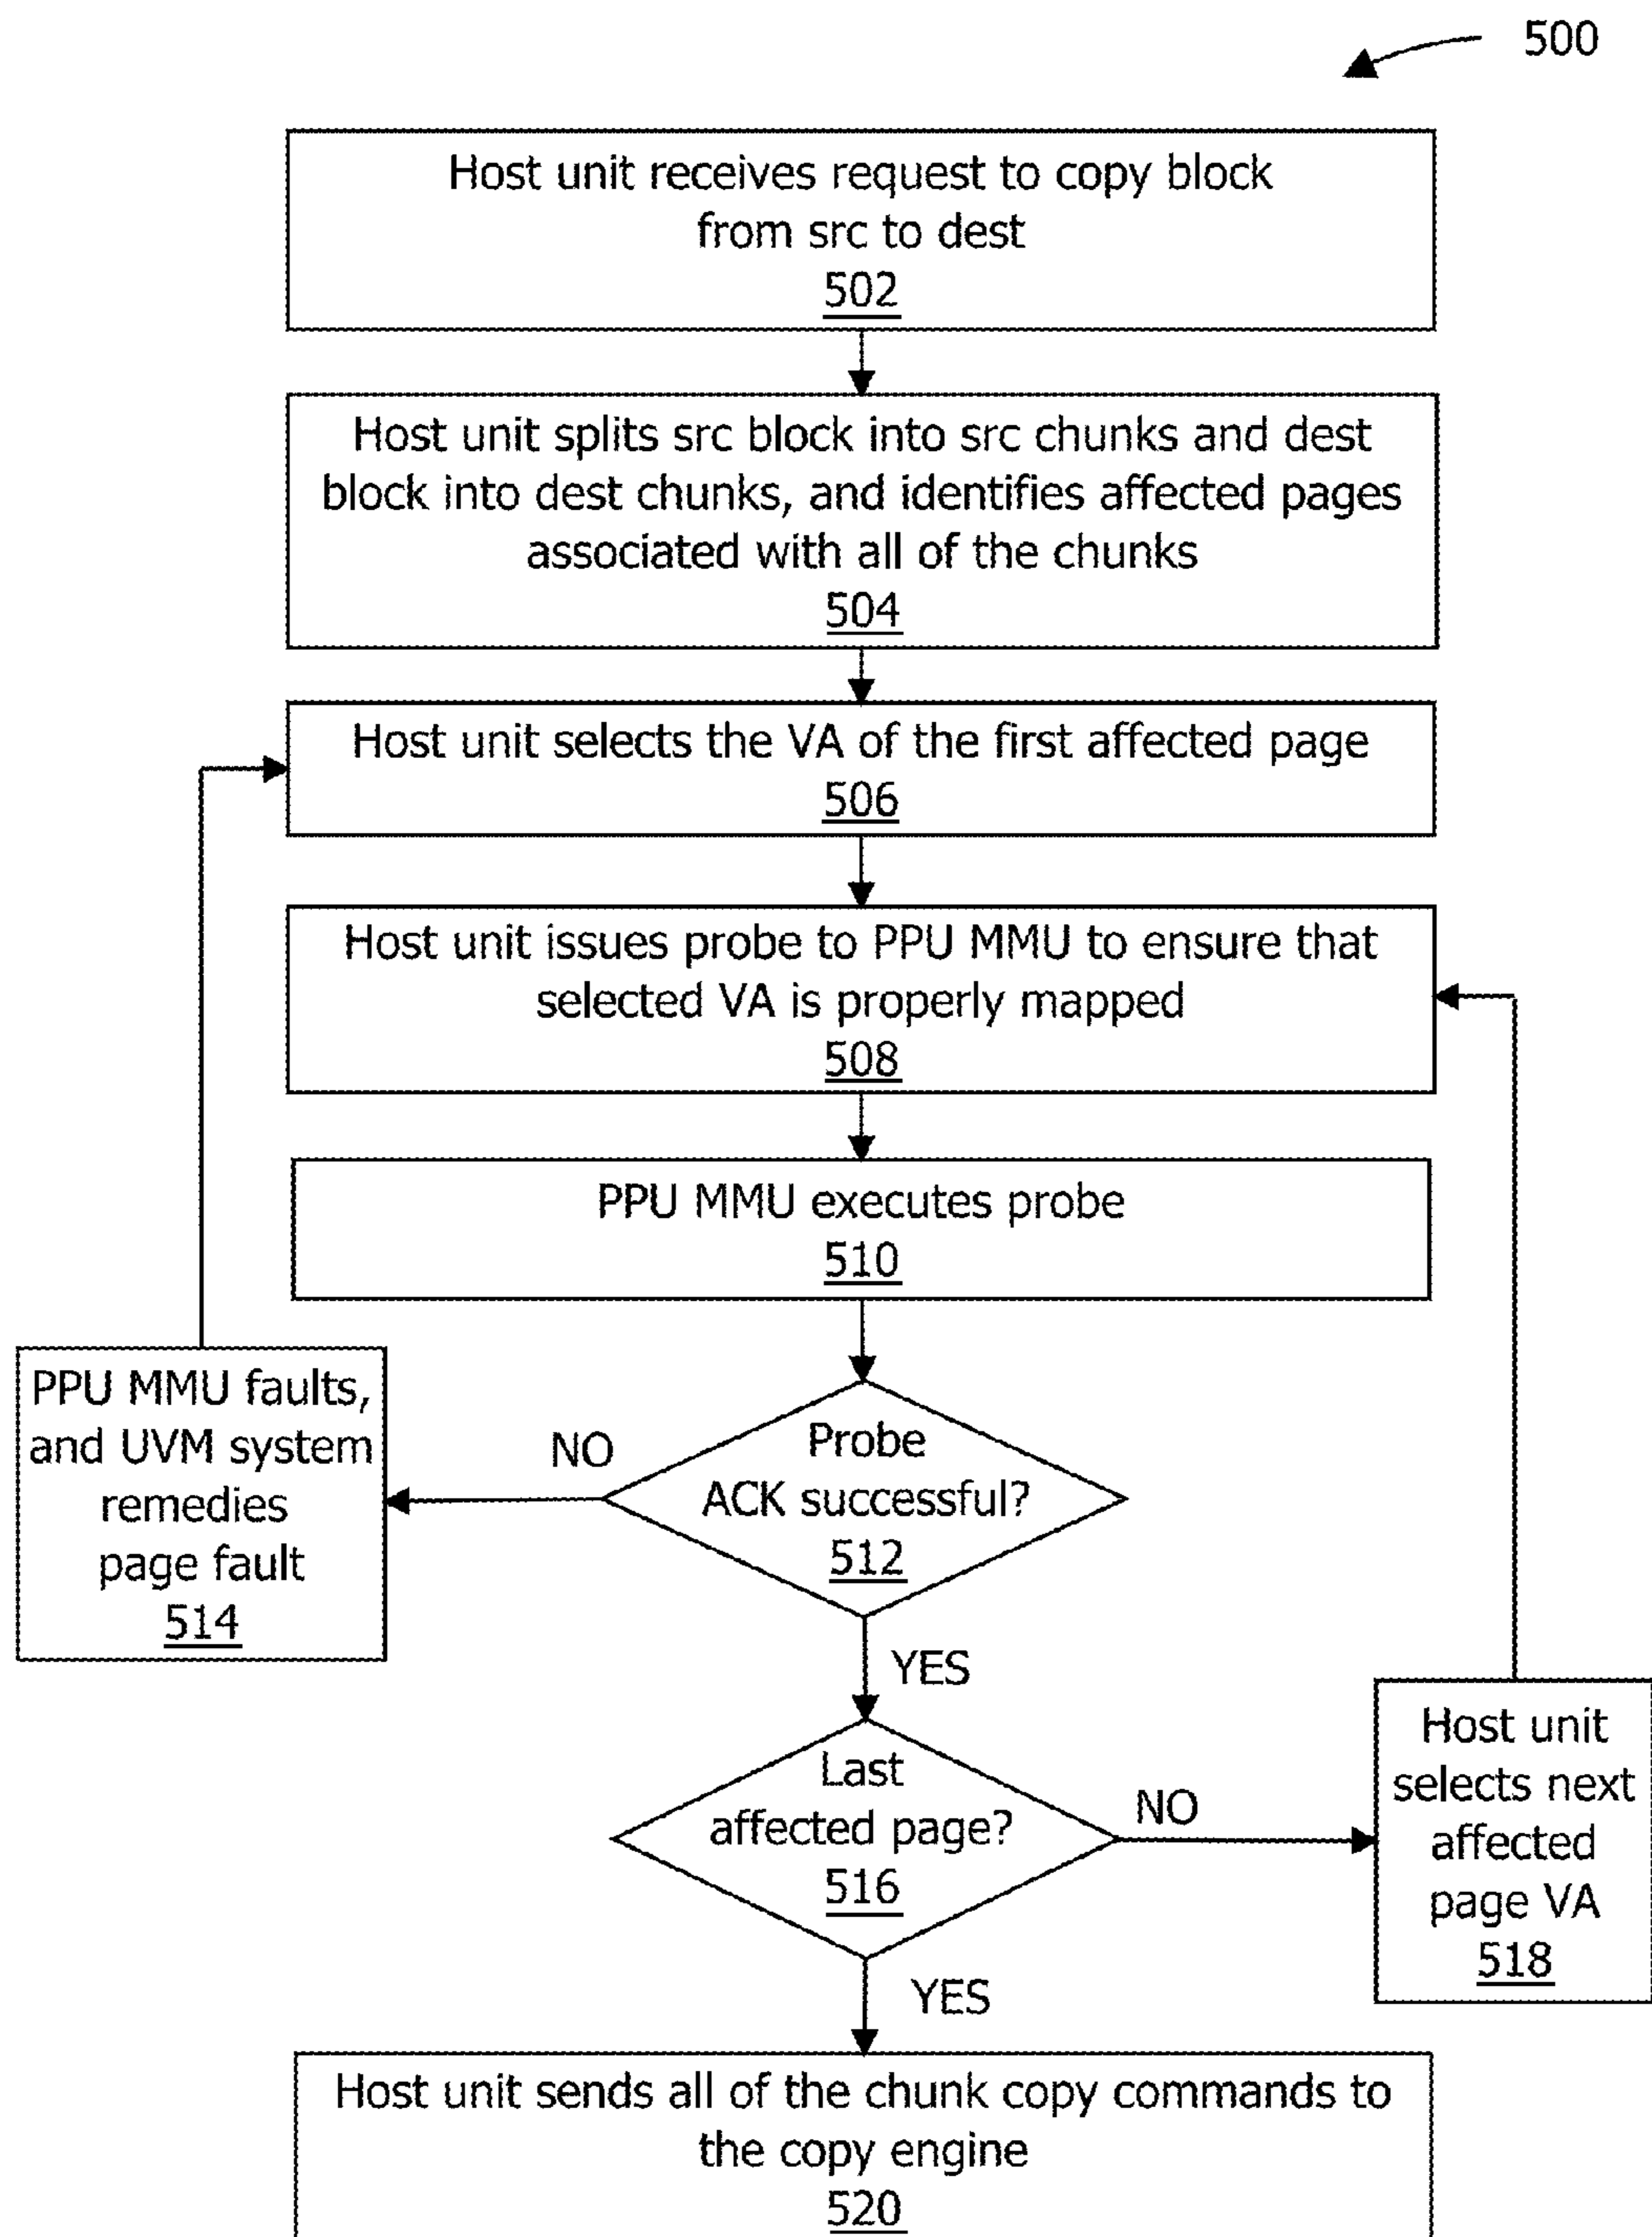 500
Host unit receives request to copy block
from src to dest
502
Host unit splits src block into src chunks and dest
block into dest chunks, and identifies affected pages
associated with all of the chunks
504
Host unit selects the VA of the first affected page
506
Host unit issues probe to PPU MMU to ensure that
selected VA is properly mapped
508
PPU MMU executes probe
510
Probe
ACK successful?
512
NO
PPU MMU faults,
and UVM system
remedies
page fault
514
YES
Last
affected page?
516
NO
Host unit
selects next
affected
page VA
518
YES
Host unit sends all of the chunk copy commands to
the copy engine
520